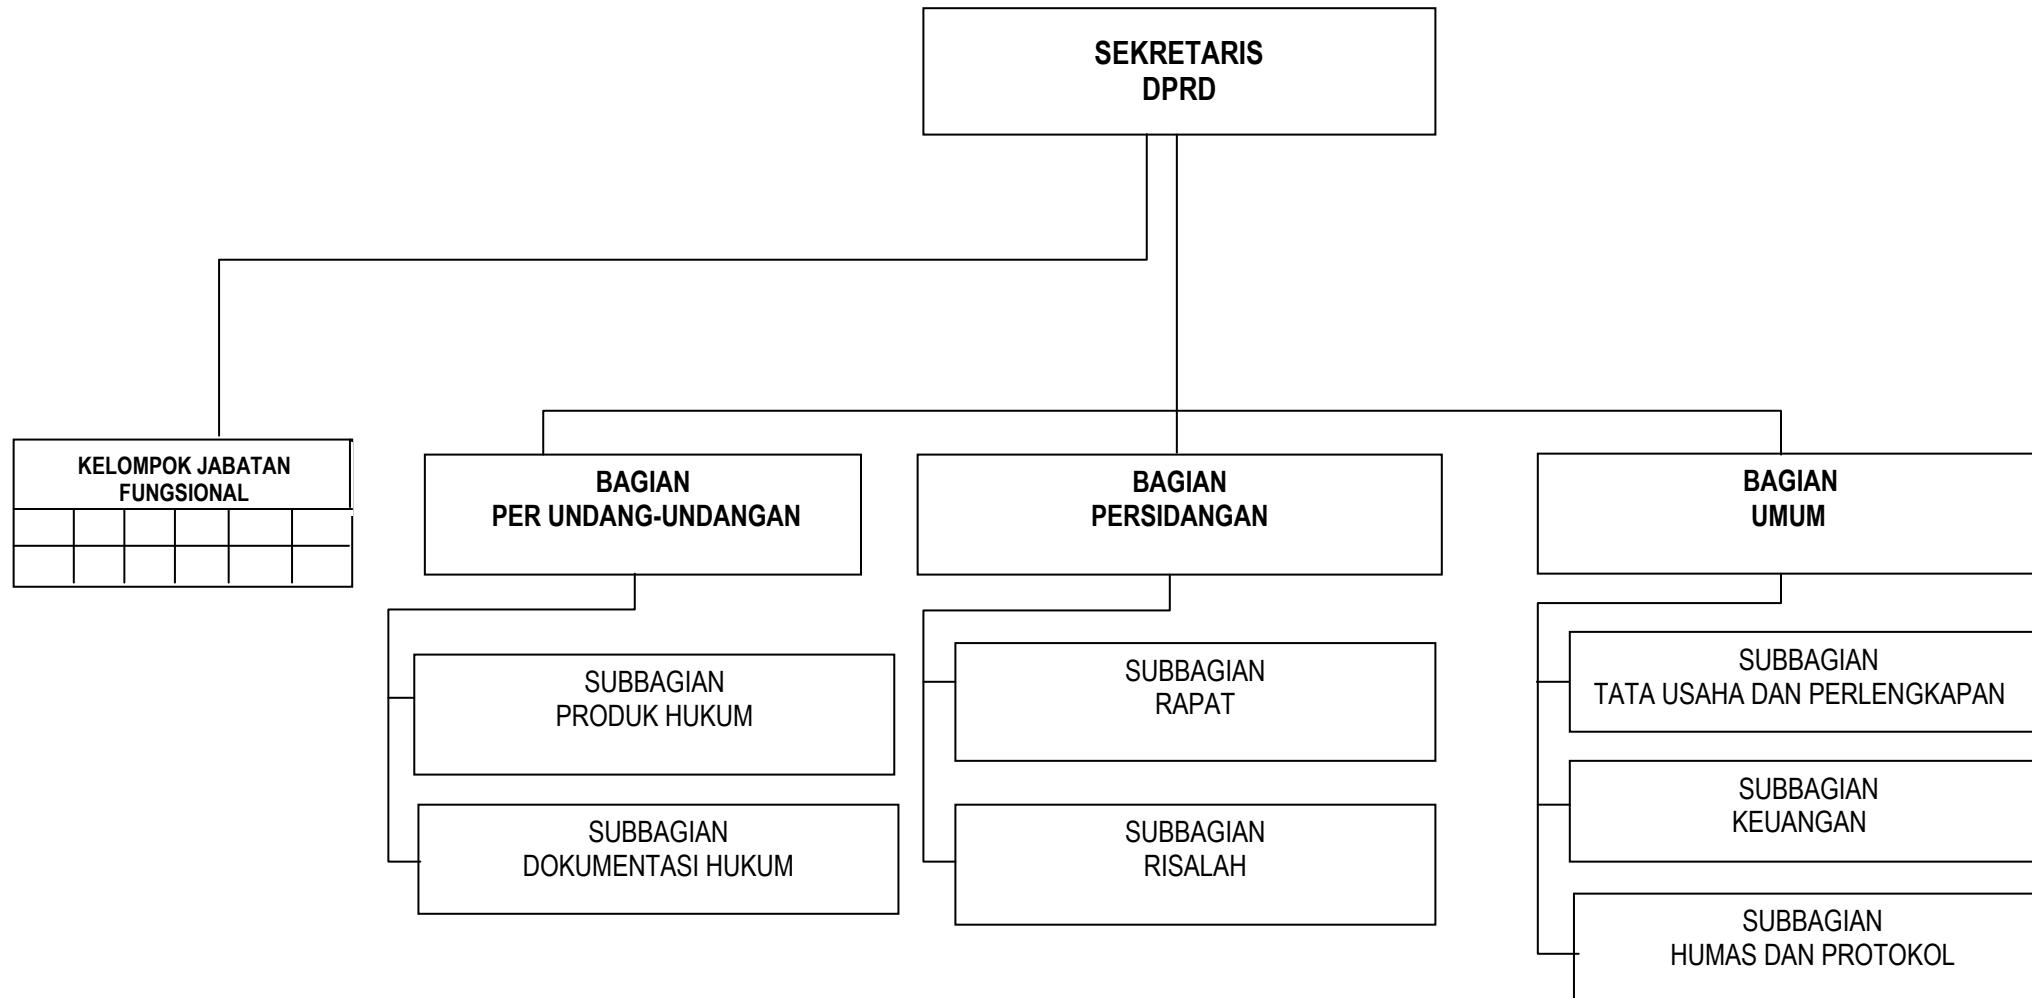 SEKRETARIS
DPRD
KELOMPOK JABATAN
FUNGSIONAL
BAGIAN
PER UNDANG-UNDANGAN
BAGIAN
PERSIDANGAN
BAGIAN
UMUM
SUBBAGIAN
PRODUK HUKUM
SUBBAGIAN
DOKUMENTASI HUKUM
SUBBAGIAN
RAPAT
SUBBAGIAN
RISALAH
SUBBAGIAN
TATA USAHA DAN PERLENGKAPAN
SUBBAGIAN
KEUANGAN
SUBBAGIAN
HUMAS DAN PROTOKOL